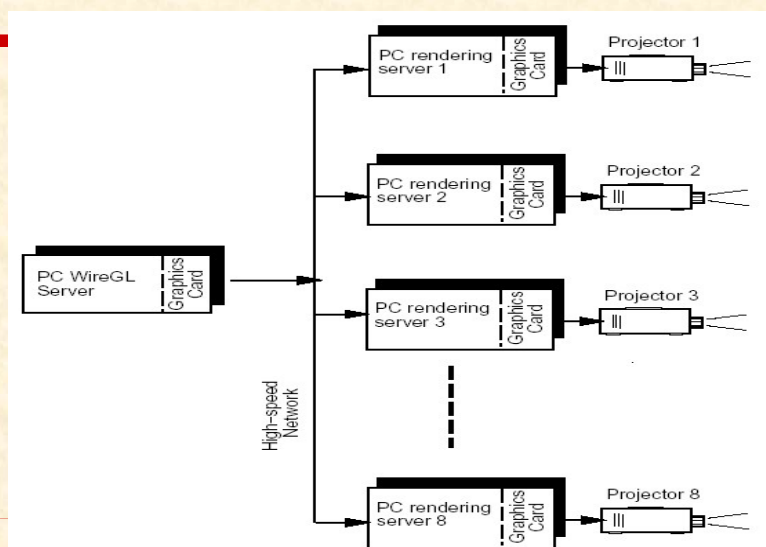 PC rendering
server 1
Graphics
Card
Projector 1
PC rendering
server 2
Graphics
Card
Projector 2
PC WireGL
Server
Graphics
Card
PC rendering
server 3
Graphics
Card
Projector 3
High-speed
Network
PC rendering
server 8
Graphics
Card
Projector 8